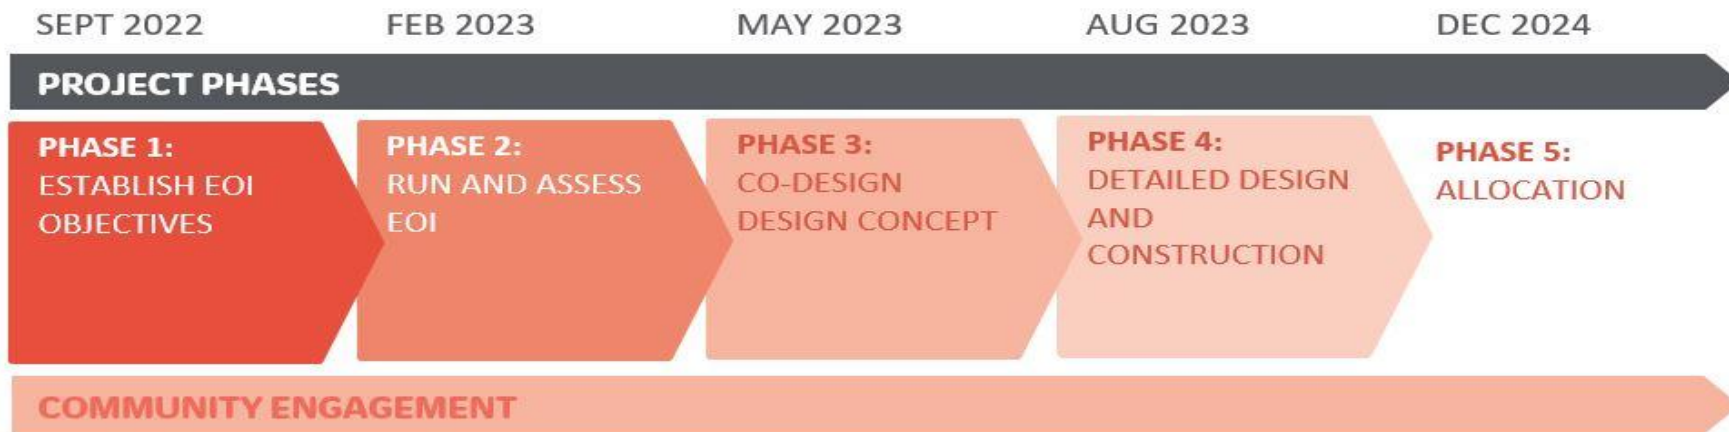 SEPT 2022
FEB 2023
MAY 2023
AUG 2023
DEC 2024
PROJECT PHASES
PHASE 1:
ESTABLISH EOI
OBJECTIVES
PHASE 2:
RUN AND ASSESS
EOI
PHASE 3:
CO-DESIGN
DESIGN CONCEPT
PHASE 4:
DETAILED DESIGN
AND
CONSTRUCTION
PHASE 5:
ALLOCATION
COMMUNITY ENGAGEMENT